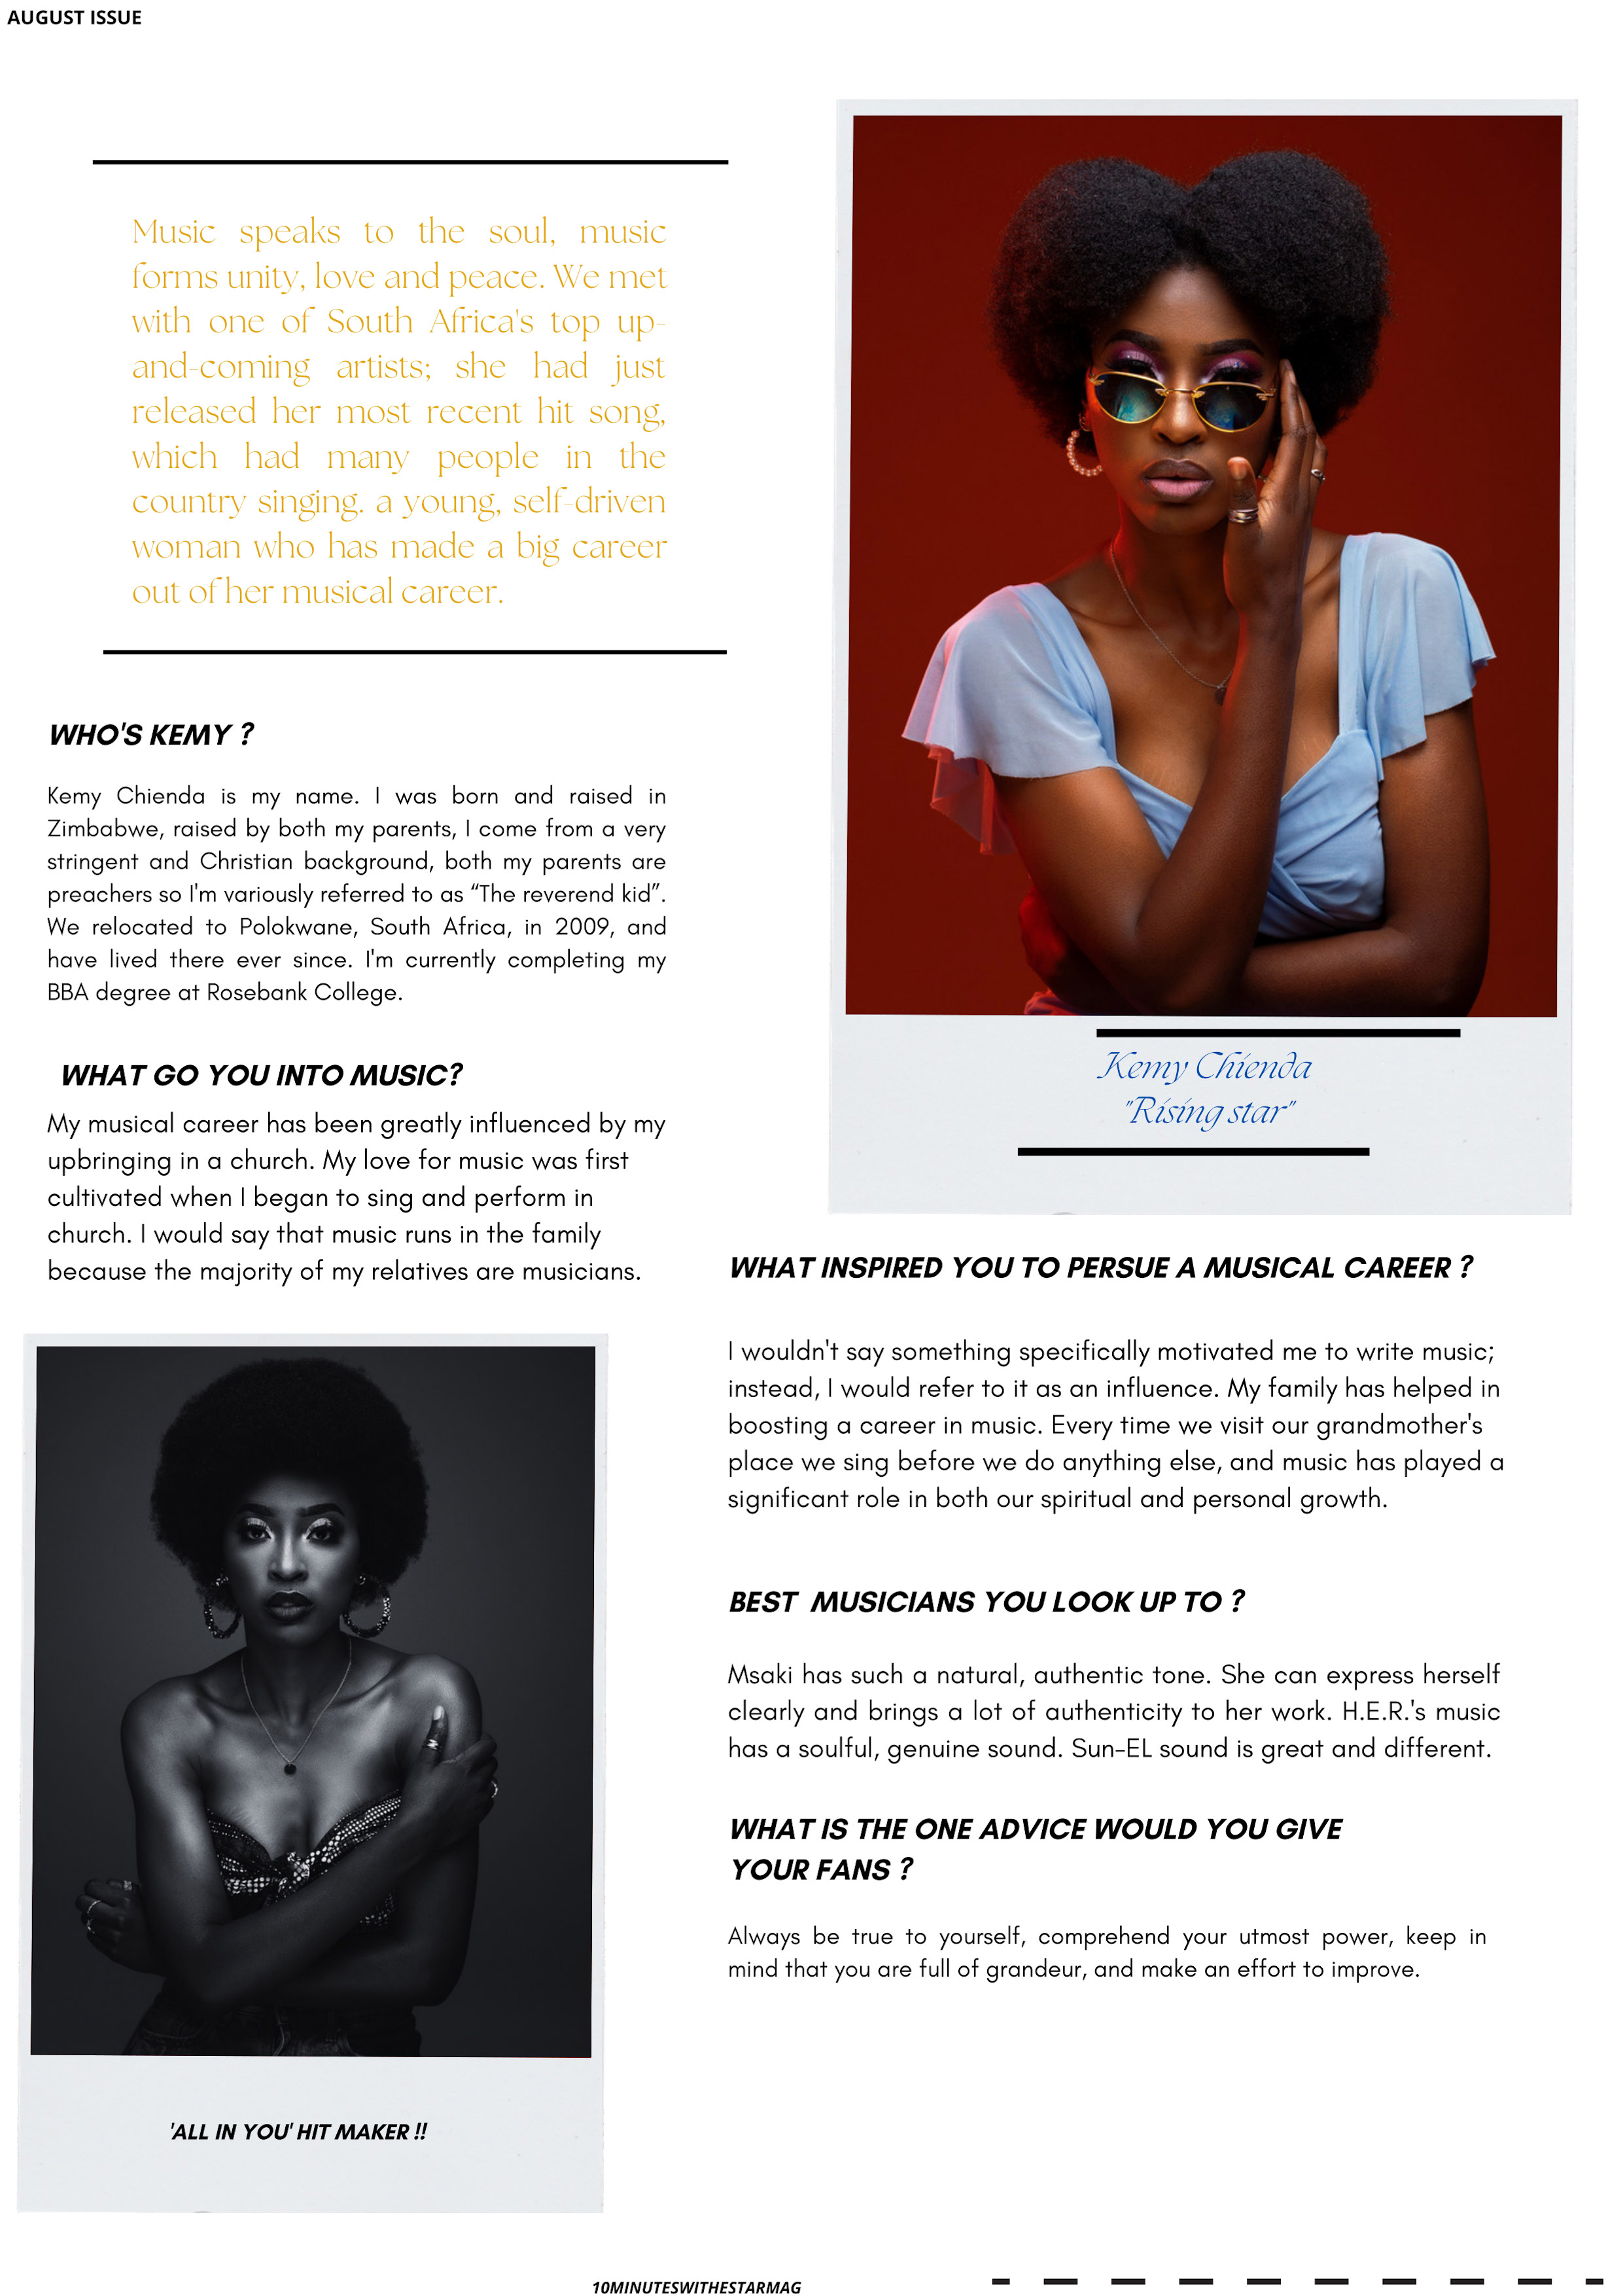 AUGUST ISSUE
Music speaks to the soul, music
forms unity, love and peace. We met
with one of South Africa's top up-
and-coming artists; she had just
released her most recent hit song,
which had many people in the
country singing. a young, self-driven
woman who has made a big career
out of her musical career.
WHO'S KEMY ?
Kemy Chienda is my name. I was born and raised in
Zimbabwe, raised by both my parents, I come from a very
stringent and Christian background, both my parents are
preachers so I'm variously referred to as “The reverend kid”.
We relocated to Polokwane, South Africa, in 2009, and
have lived there ever since. I'm currently completing my
BBA degree at Rosebank College.
WHAT GO YOU INTO MUSIC?
My musical career has been greatly influenced by my
upbringing in a church. My love for music was first
cultivated when I began to sing and perform in
church. I would say that music runs in the family
because the majority of my relatives are musicians.
'ALL IN YOU' HIT MAKER !!
Kemy Chienda
"Rising star"
WHAT INSPIRED YOU TO PERSUE A MUSICAL CAREER ?
I wouldn't say something specifically motivated me to write music;
instead, I would refer to it as an influence. My family has helped in
boosting a career in music. Every time we visit our grandmother's
place we sing before we do anything else, and music has played a
significant role in both our spiritual and personal growth.
BEST MUSICIANS YOU LOOK UP TO ?
Msaki has such a natural, authentic tone. She can express herself
clearly and brings a lot of authenticity to her work. H.E.R.'s music
has a soulful, genuine sound. Sun-EL sound is great and different.
WHAT IS THE ONE ADVICE WOULD YOU GIVE
YOUR FANS ?
Always be true to yourself, comprehend your utmost power, keep in
mind that you are full of grandeur, and make an effort to improve.
10MINUTESWITHESTARMAG